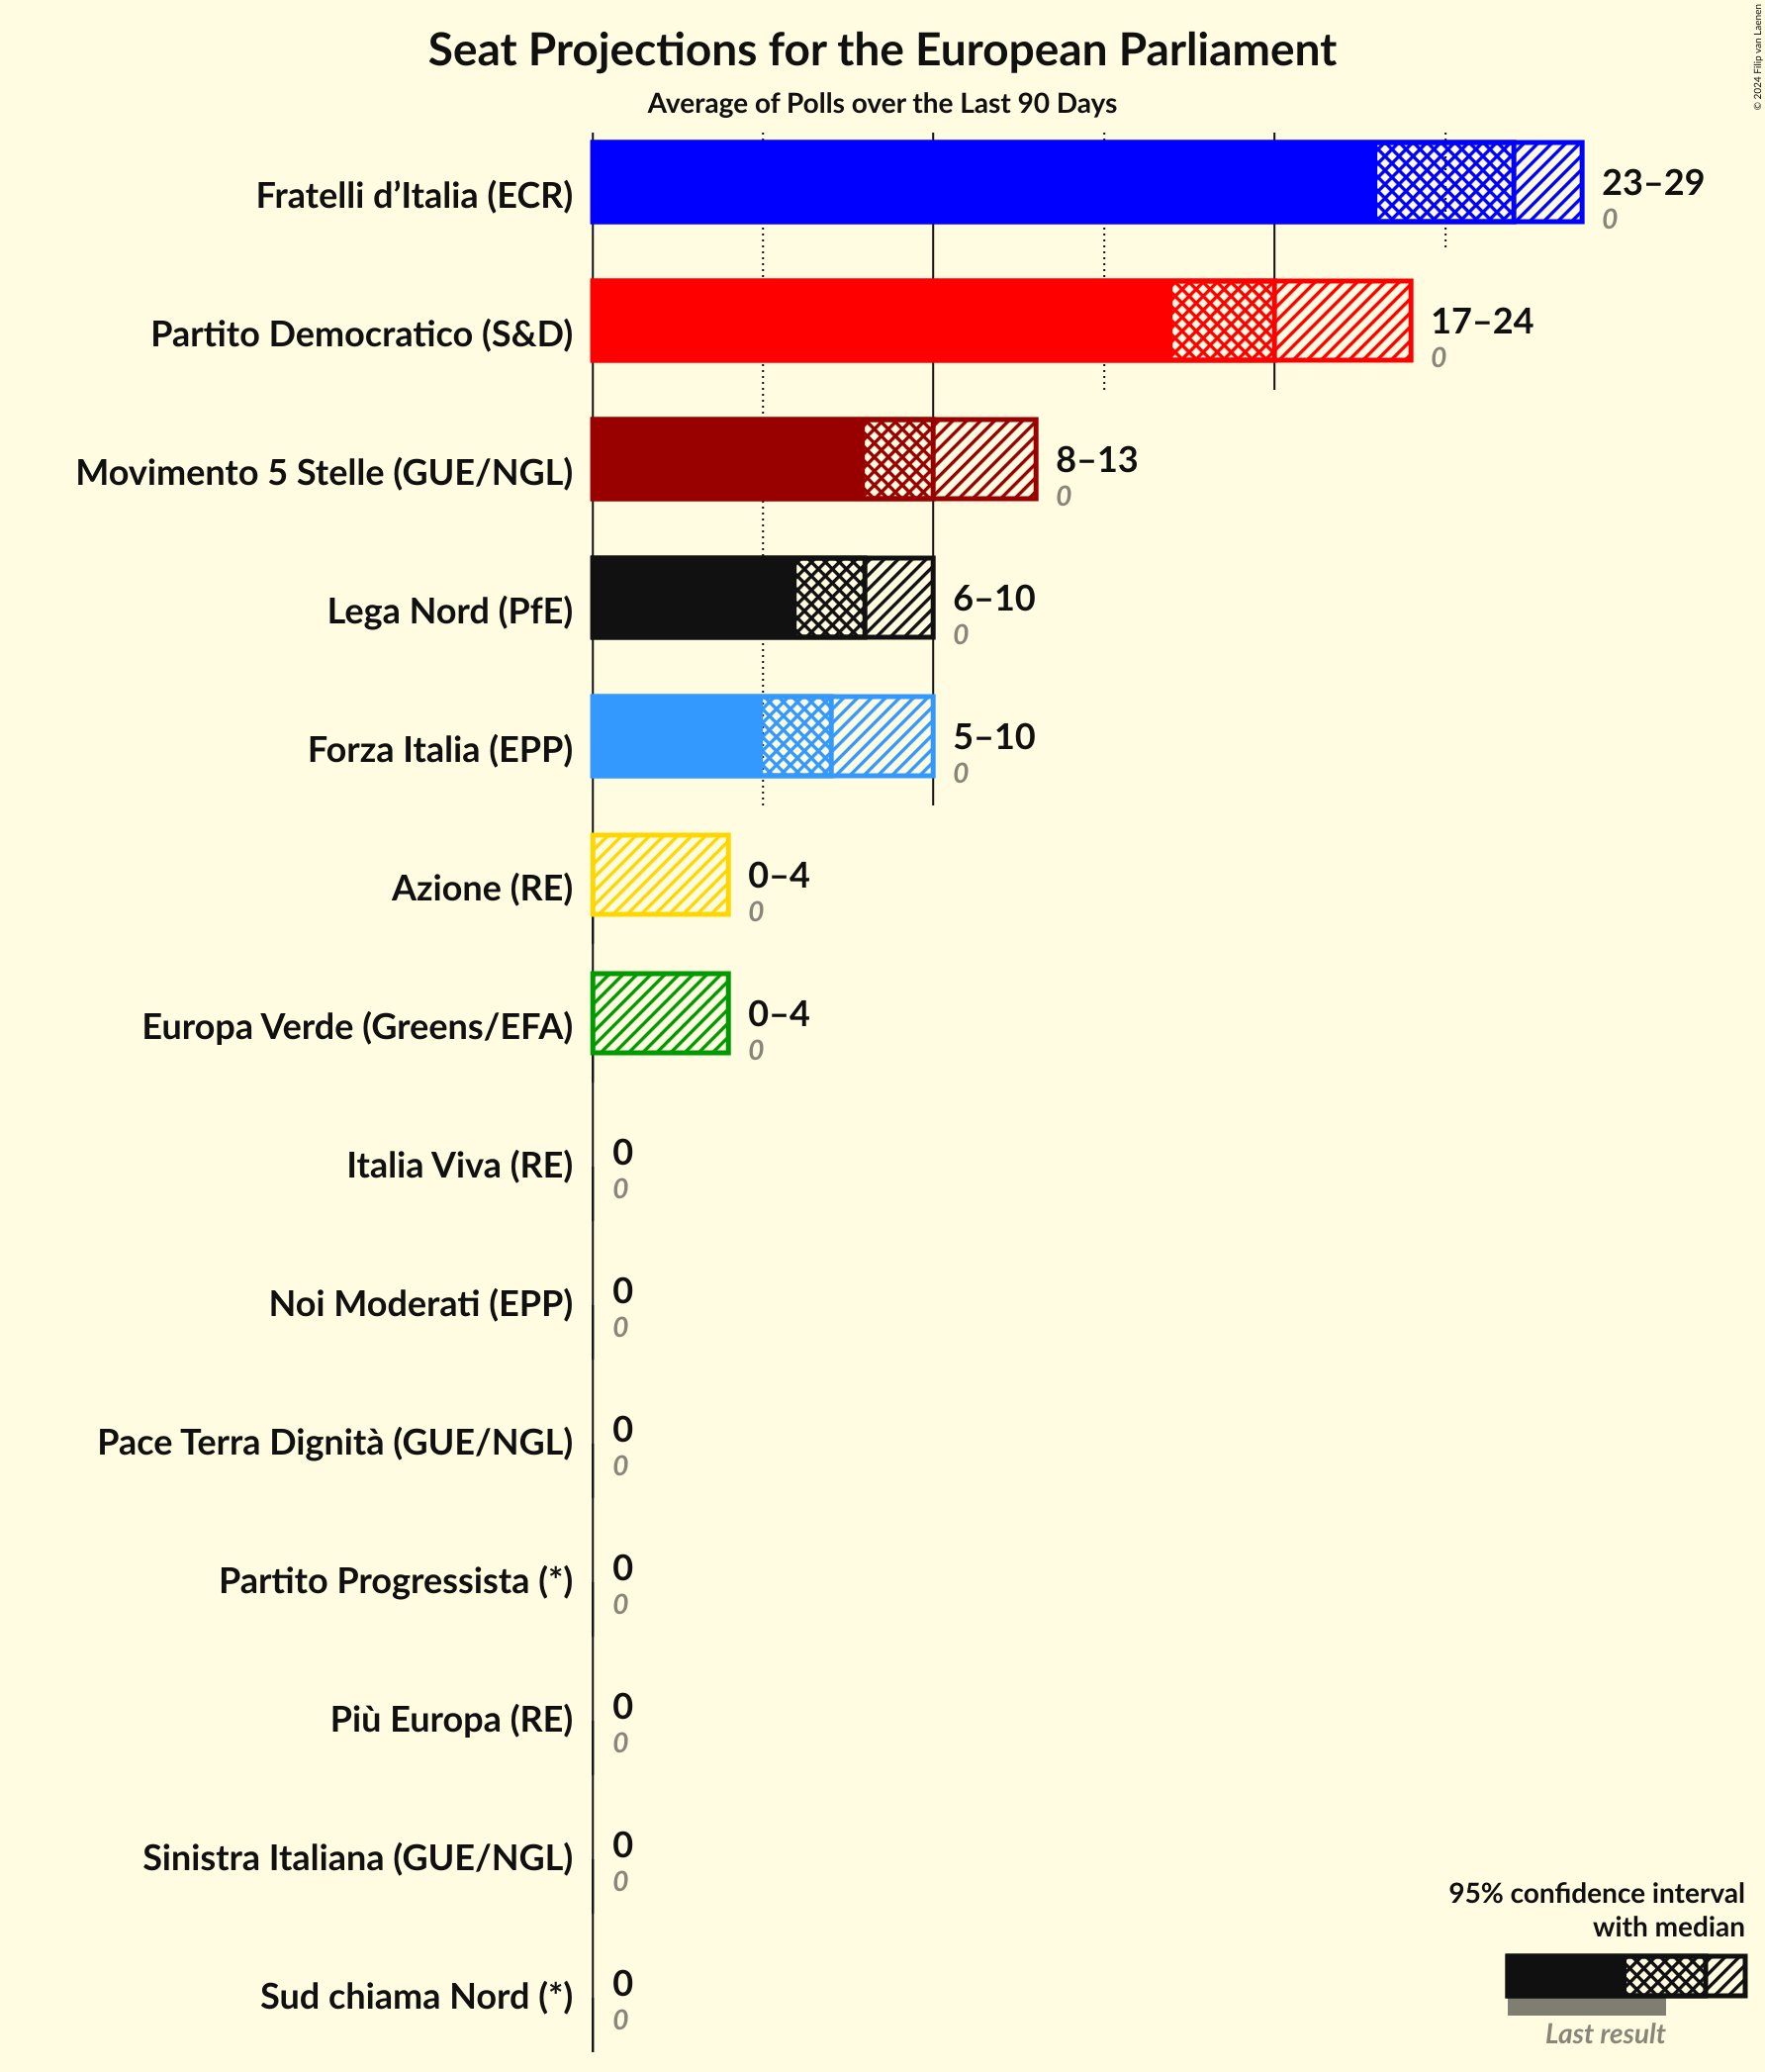 Seat Projections for the European Parliament
Average of Polls over the Last 90 Days
© 2024 Filip van Laenen
Fratelli d’Italia (ECR)
23–29
0
Partito Democratico (S&D)
17–24
0
Movimento 5 Stelle (GUE/NGL)
8–13
0
Lega Nord (PfE)
6–10
0
Forza Italia (EPP)
5–10
0
Azione (RE)
0–4
0
Europa Verde (Greens/EFA)
0–4
0
Italia Viva (RE)
0
0
Noi Moderati (EPP)
0
0
Pace Terra Dignità (GUE/NGL)
0
0
Partito Progressista (*)
0
0
Più Europa (RE)
0
0
Sinistra Italiana (GUE/NGL)
0
0
Sud chiama Nord (*)
0
0
95% confidence interval
with median
Last result